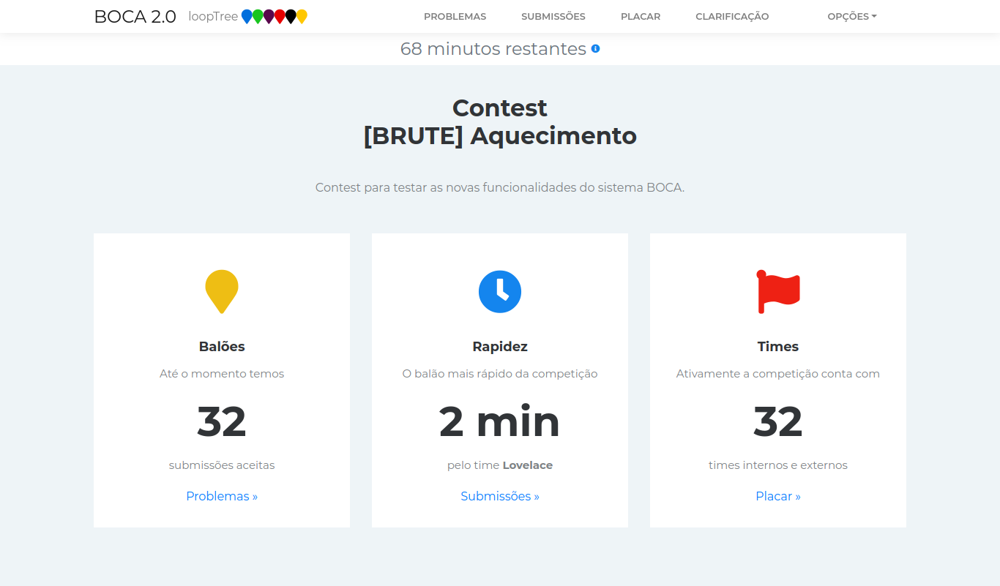 BOCA 2.0 loopTree PROBLEMAS SUBMISSÕES PLACAR CLARIFICAÇÃO OPÇÕES
68 minutos restantes
Contest
[BRUTE] Aquecimento
Contest para testar as novas funcionalidades do sistema BOCA.
Balões
Até o momento temos
32
submissões aceitas
Problemas »
Rapidez
O balão mais rápido da competição
2 min
pelo time Lovelace
Submissões »
Times
Ativamente a competição conta com
32
times internos e externos
Placar »